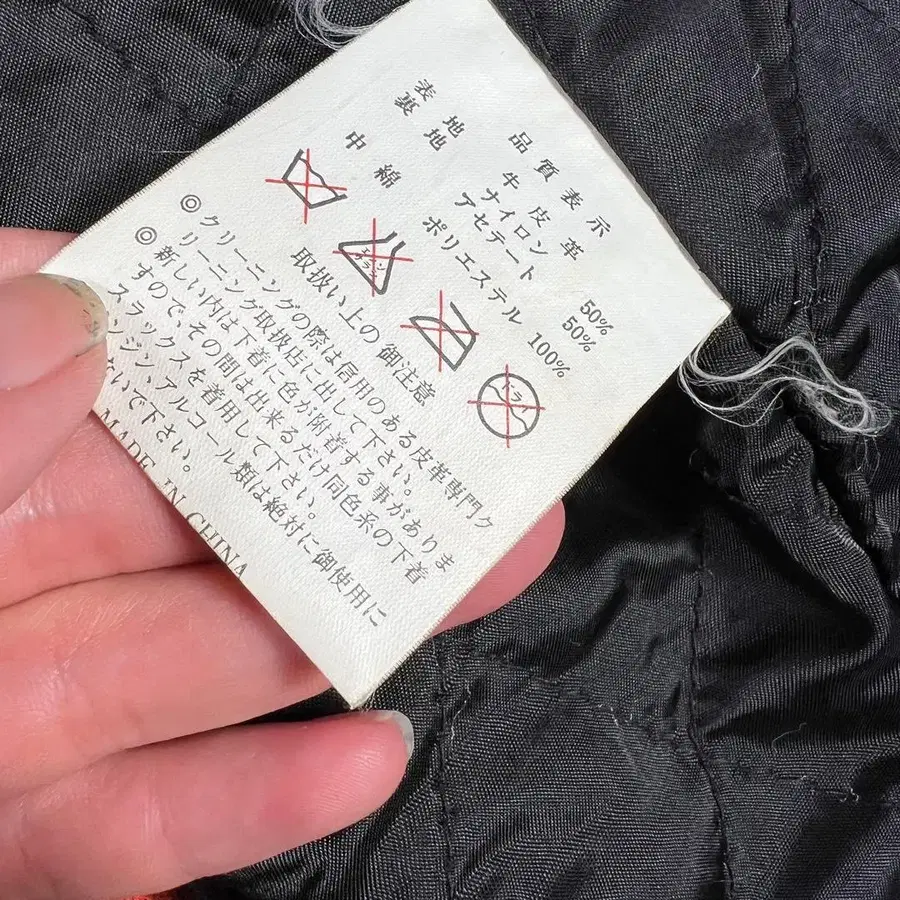 品質表示
表地 牛皮革
裏地 ナイロン 50%
アセテート 50%
中綿 ポリエステル 100%
ドライ
取扱い上の御注意
◎クリーニングの際は信用のある皮革専門ク
リーニング取扱店に出して下さい。
◎新しい内は下着に色が附着する事がありま
すので、その間は出来るだけ同色系の下着
スラックスを着用して下さい。
ンジン、アルコール類は絶対に御使用に
ないで下さい。
MADE IN CHINA